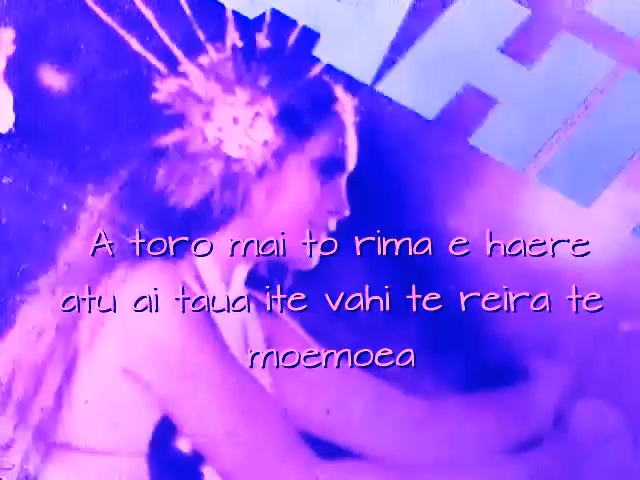 A toro mai to rima e haere
atu ai taua ite vahi te reira te
moemoea